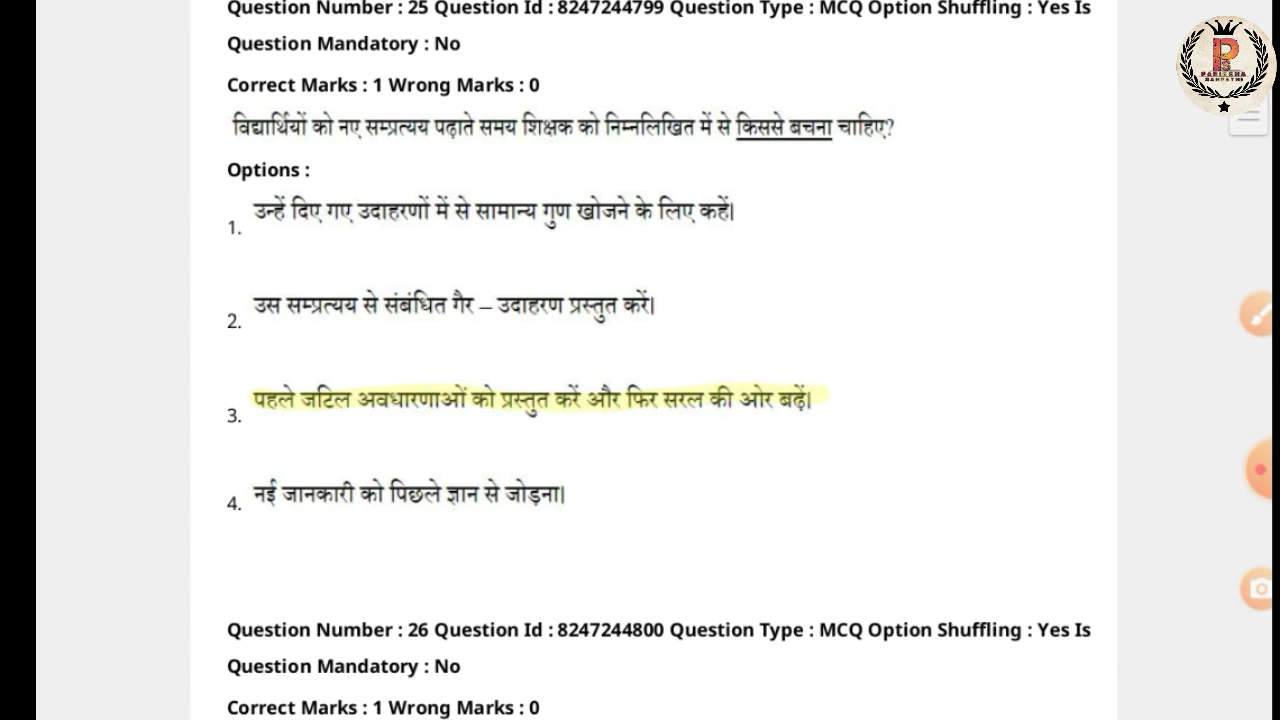 Question Number : 25 Question Id : 8247244799 Question Type : MCQ Option Shuffling : Yes Is
Question Mandatory : No
Correct Marks : 1 Wrong Marks : 0
विद्यार्थियों को नए सम्प्रत्यय पढ़ाते समय शिक्षक को निम्नलिखित में से किससे बचना चाहिए?
Options :
1. उन्हें दिए गए उदाहरणों में से सामान्य गुण खोजने के लिए कहें।
2. उस सम्प्रत्यय से संबंधित गैर – उदाहरण प्रस्तुत करें।
3. पहले जटिल अवधारणाओं को प्रस्तुत करें और फिर सरल की ओर बढ़ें।
4. नई जानकारी को पिछले ज्ञान से जोड़ना।
Question Number : 26 Question Id : 8247244800 Question Type : MCQ Option Shuffling : Yes Is
Question Mandatory : No
Correct Marks : 1 Wrong Marks : 0